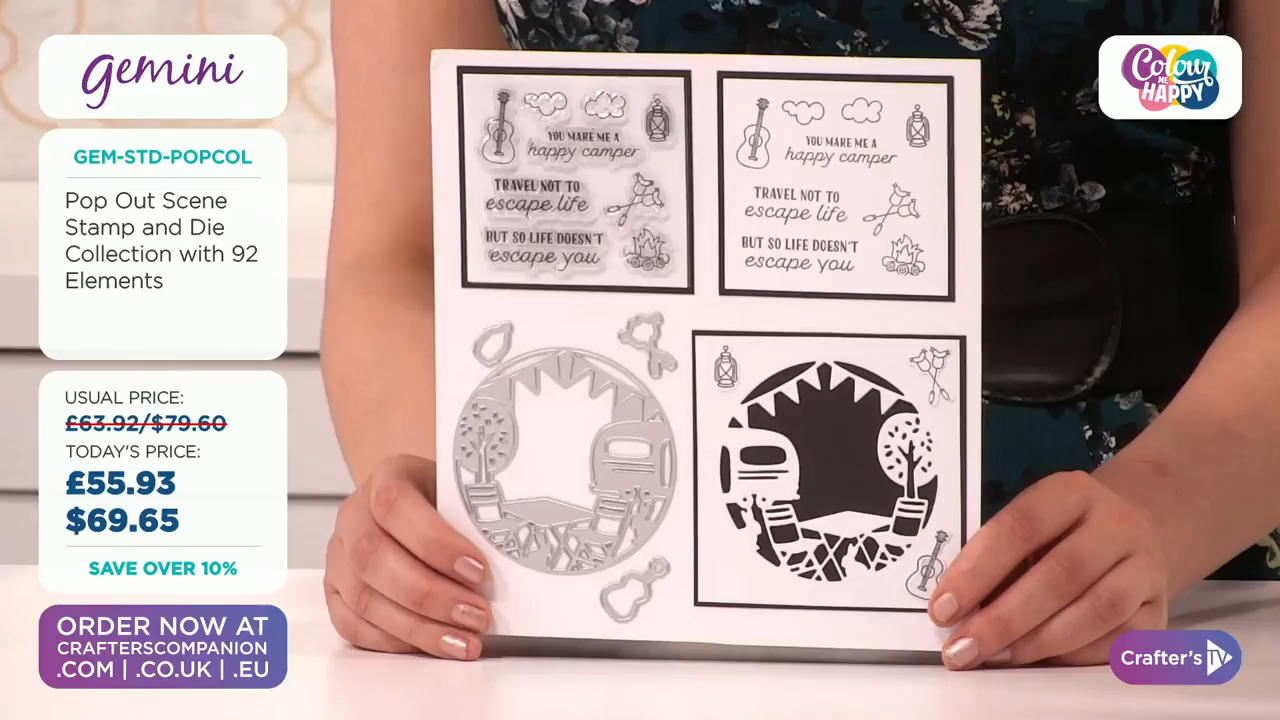 gemini
GEM-STD-POPCOL
Pop Out Scene
Stamp and Die
Collection with 92
Elements
USUAL PRICE:
£63.92/$79.60
TODAY'S PRICE:
£55.93
$69.65
SAVE OVER 10%
ORDER NOW AT
CRAFTERSCOMPANION
.COM | .CO.UK | .EU
YOU MAKE ME A
happy camper
TRAVEL NOT TO
escape life
BUT SO LIFE DOESN'T
escape you
YOU MAKE ME A
happy camper
TRAVEL NOT TO
escape life
BUT SO LIFE DOESN'T
escape you
Colour
ME
HAPPY
Crafter's TV